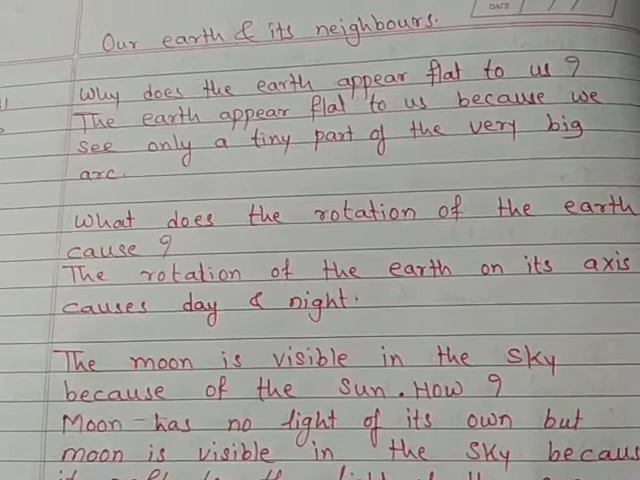 DATE
Our earth & its neighbours.
Why does the earth appear flat to us ?
The earth appear flat to us because we
see only a tiny part of the very big
arc.
What does the rotation of the earth
cause ?
The rotation of the earth on its axis
causes day & night.
The moon is visible in the sky
because of the sun. How ?
Moon has no light of its own but
moon is visible in the sky becaus